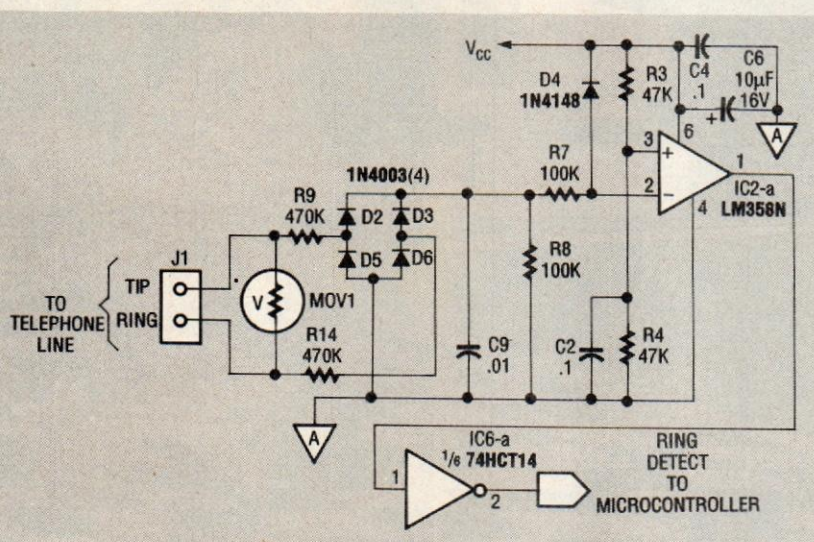 VCC
D4
1N4148
R3
47K
C4
.1
C6
10µF
16V
+
A
6
3
+
R7
100K
2
−
1
IC2-a
LM358N
4
1N4003(4)
R9
470K
D2
D3
D5
D6
R8
100K
J1
TIP
RING
TO
TELEPHONE
LINE
V
MOV1
R14
470K
C9
.01
C2
.1
R4
47K
A
IC6-a
1/6 74HCT14
1
2
RING
DETECT
TO
MICROCONTROLLER